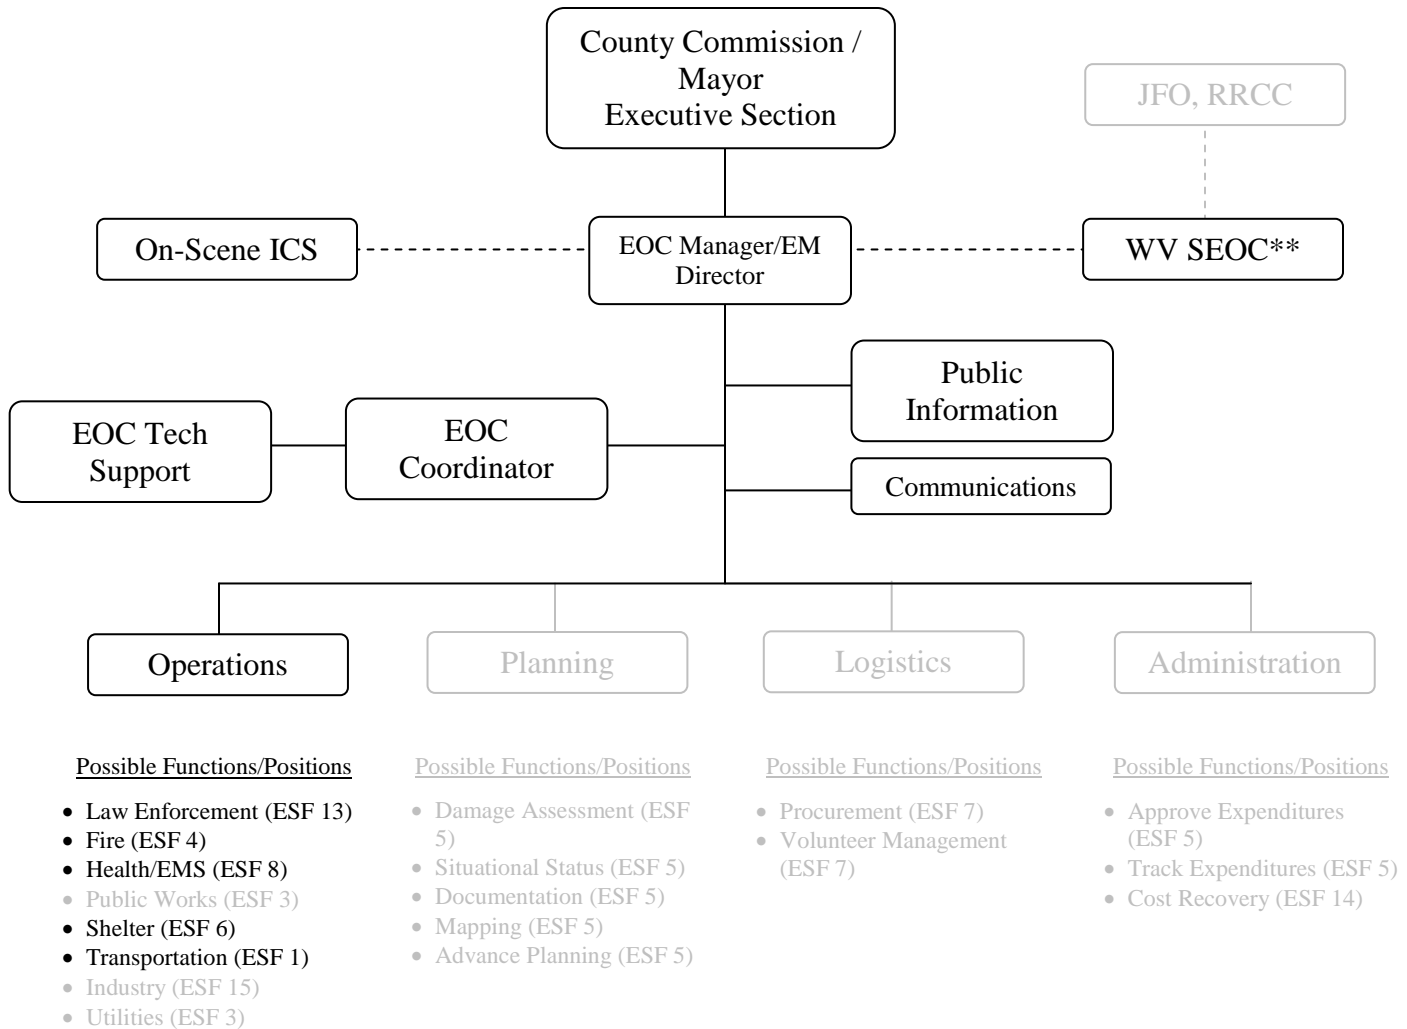 County Commission /
Mayor
Executive Section
JFO, RRCC
On-Scene ICS
EOC Manager/EM
Director
WV SEOC**
Public
Information
EOC Tech
Support
EOC
Coordinator
Communications
Operations
Planning
Logistics
Administration
Possible Functions/Positions
• Law Enforcement (ESF 13)
• Fire (ESF 4)
• Health/EMS (ESF 8)
• Public Works (ESF 3)
• Shelter (ESF 6)
• Transportation (ESF 1)
• Industry (ESF 15)
• Utilities (ESF 3)
Possible Functions/Positions
• Damage Assessment (ESF
5)
• Situational Status (ESF 5)
• Documentation (ESF 5)
• Mapping (ESF 5)
• Advance Planning (ESF 5)
Possible Functions/Positions
• Procurement (ESF 7)
• Volunteer Management
(ESF 7)
Possible Functions/Positions
• Approve Expenditures
(ESF 5)
• Track Expenditures (ESF 5)
• Cost Recovery (ESF 14)